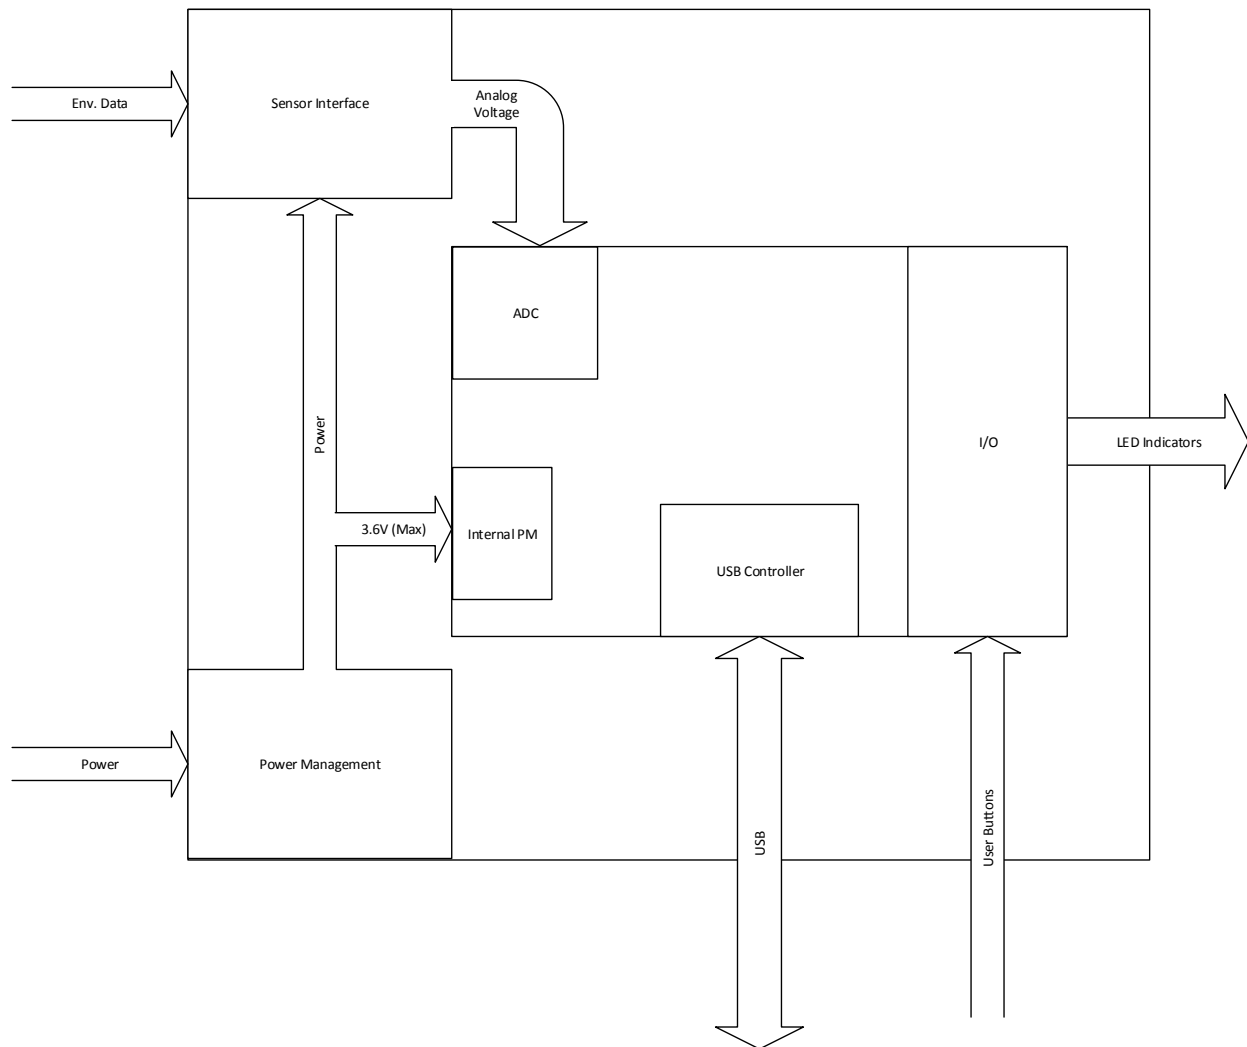 Env. Data
Sensor Interface
Analog
Voltage
ADC
Power
I/O
LED Indicators
3.6V (Max)
Internal PM
USB Controller
Power
Power Management
USB
User Buttons